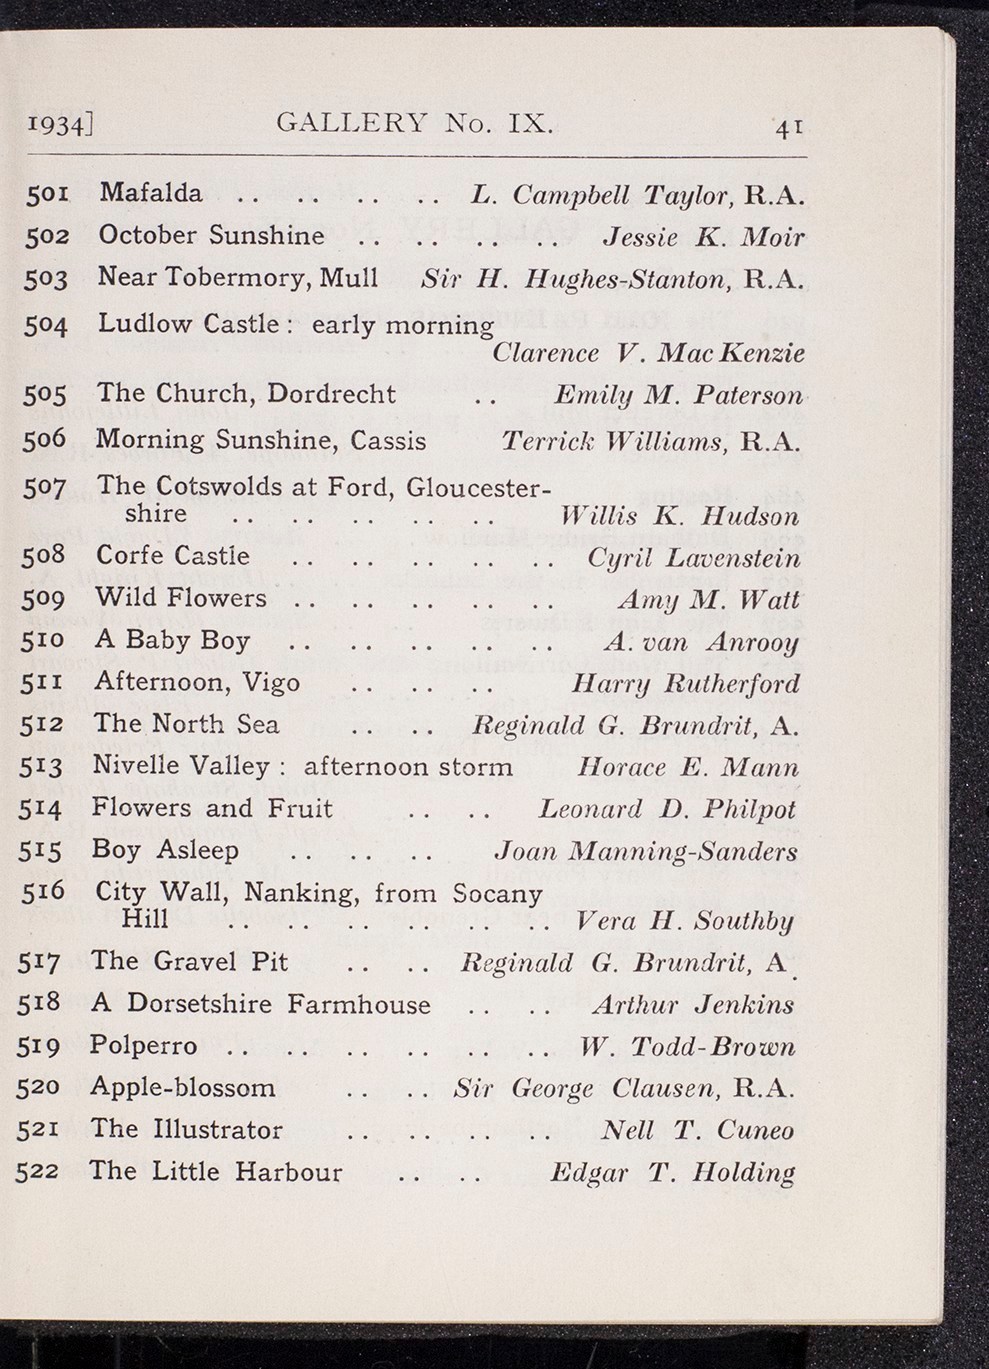 1934] GALLERY No. IX. 41
501 Mafalda .. .. .. .. L. Campbell Taylor, R.A.
502 October Sunshine .. .. .. .. Jessie K. Moir
503 Near Tobermory, Mull Sir H. Hughes-Stanton, R.A.
504 Ludlow Castle : early morning
Clarence V. MacKenzie
505 The Church, Dordrecht .. Emily M. Paterson
506 Morning Sunshine, Cassis Terrick Williams, R.A.
507 The Cotswolds at Ford, Gloucester-
shire .. .. .. .. .. Willis K. Hudson
508 Corfe Castle .. .. .. .. .. Cyril Lavenstein
509 Wild Flowers .. .. .. .. .. Amy M. Watt
510 A Baby Boy .. .. .. .. .. A. van Anrooy
511 Afternoon, Vigo .. .. .. Harry Rutherford
512 The North Sea .. .. Reginald G. Brundrit, A.
513 Nivelle Valley : afternoon storm Horace E. Mann
514 Flowers and Fruit .. .. Leonard D. Philpot
515 Boy Asleep .. .. .. Joan Manning-Sanders
516 City Wall, Nanking, from Socany
Hill .. .. .. .. .. .. Vera H. Southby
517 The Gravel Pit .. .. Reginald G. Brundrit, A.
518 A Dorsetshire Farmhouse .. .. Arthur Jenkins
519 Polperro .. .. .. .. .. .. W. Todd-Brown
520 Apple-blossom .. .. Sir George Clausen, R.A.
521 The Illustrator .. .. .. .. Nell T. Cuneo
522 The Little Harbour .. .. Edgar T. Holding